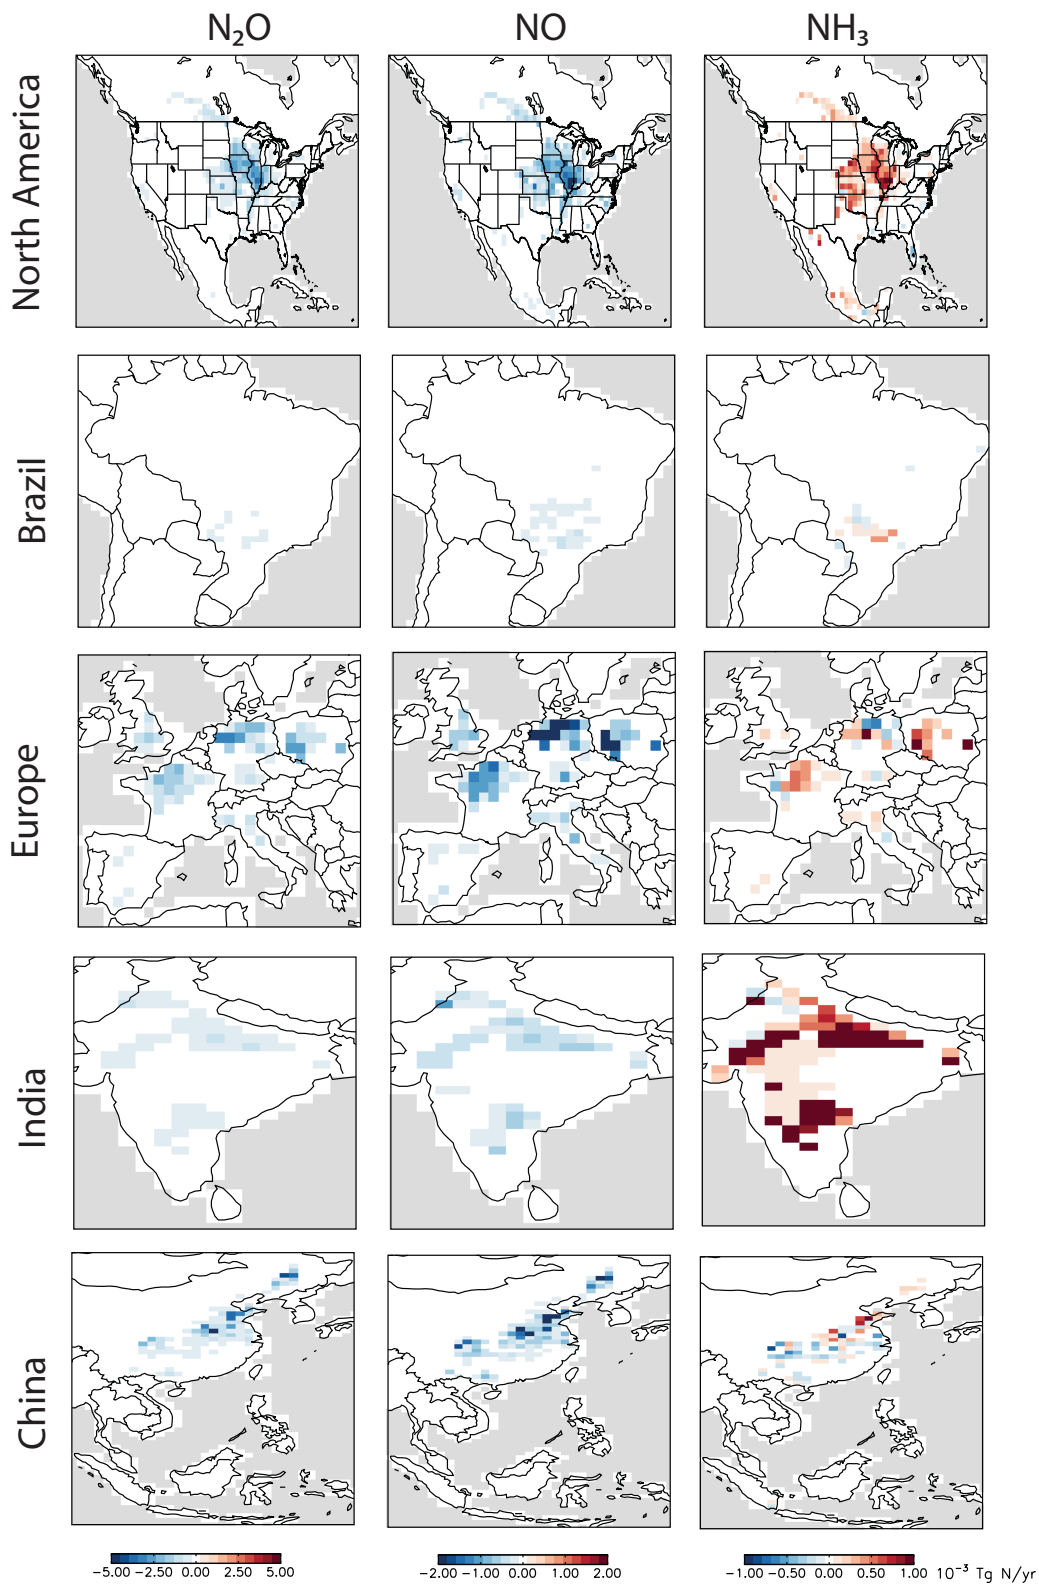 N₂O NO NH₃
North America
Brazil
Europe
India
China
-5.00 -2.50 0.00 2.50 5.00 -2.00 -1.00 0.00 1.00 2.00 -1.00 -0.50 0.00 0.50 1.00 10⁻³ Tg N/yr